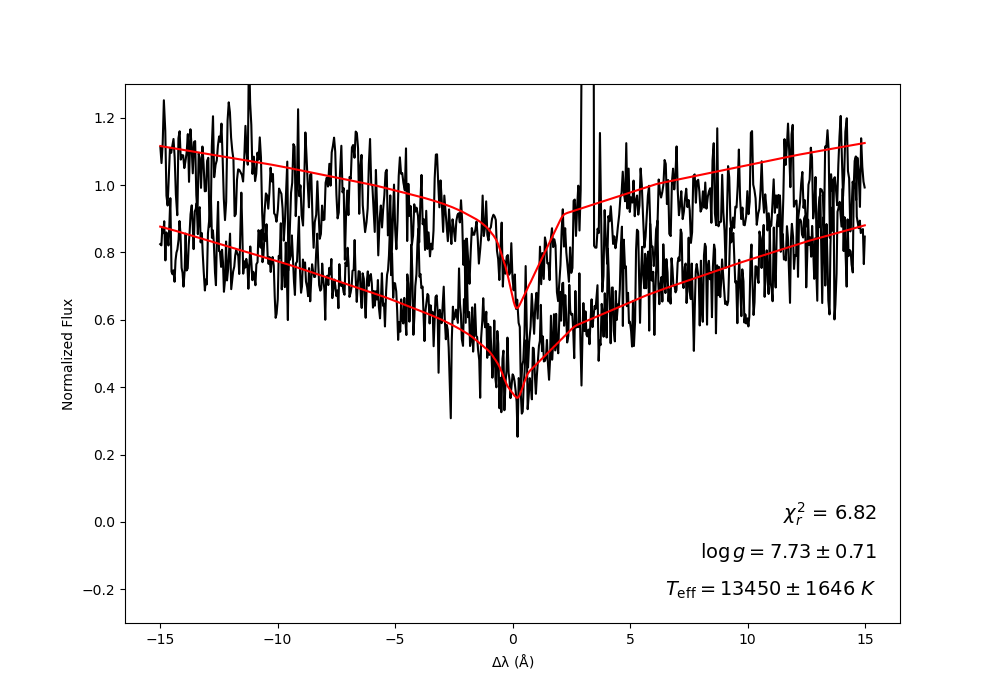 1.2
1.0
0.8
0.6
0.4
0.2
0.0
−0.2
Normalized Flux
χ²ᵣ = 6.82
log g = 7.73 ± 0.71
T_eff = 13450 ± 1646 K
−15 −10 −5 0 5 10 15
Δλ (Å)